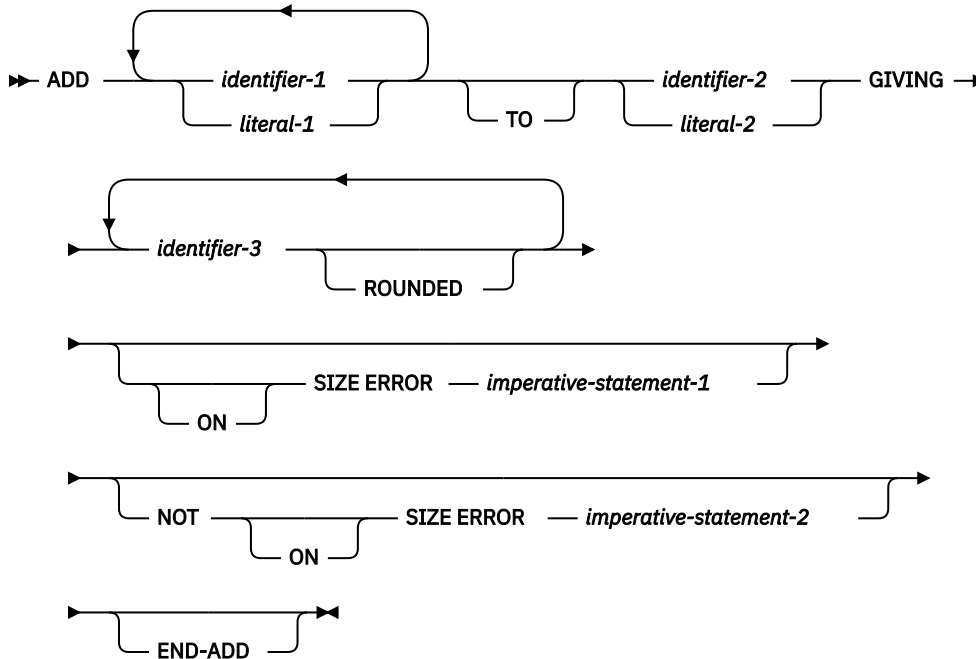 ADD identifier-1 identifier-2 GIVING
literal-1 TO literal-2
identifier-3
ROUNDED
SIZE ERROR imperative-statement-1
ON
NOT SIZE ERROR imperative-statement-2
ON
END-ADD